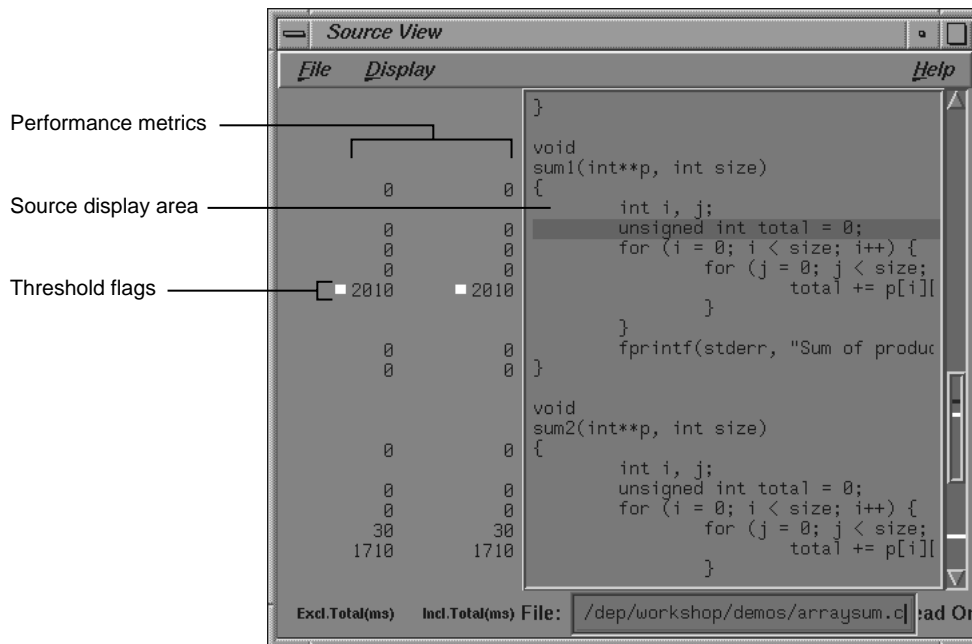 Source View
File Display Help
Performance metrics
Source display area
Threshold flags
}
void
0 0 sum1(int**p, int size)
{
int i, j;
0 0 unsigned int total = 0;
0 0 for (i = 0; i < size; i++) {
0 0 for (j = 0; j < size;
2010 2010 total += p[i][
}
}
0 0 fprintf(stderr, "Sum of produc
0 0 }
void
sum2(int**p, int size)
0 0 {
int i, j;
0 0 unsigned int total = 0;
0 0 for (i = 0; i < size; i++) {
30 30 for (j = 0; j < size;
1710 1710 total += p[i][
}
Excl.Total(ms) Incl.Total(ms) File: /dep/workshop/demos/arraysum.c ead On